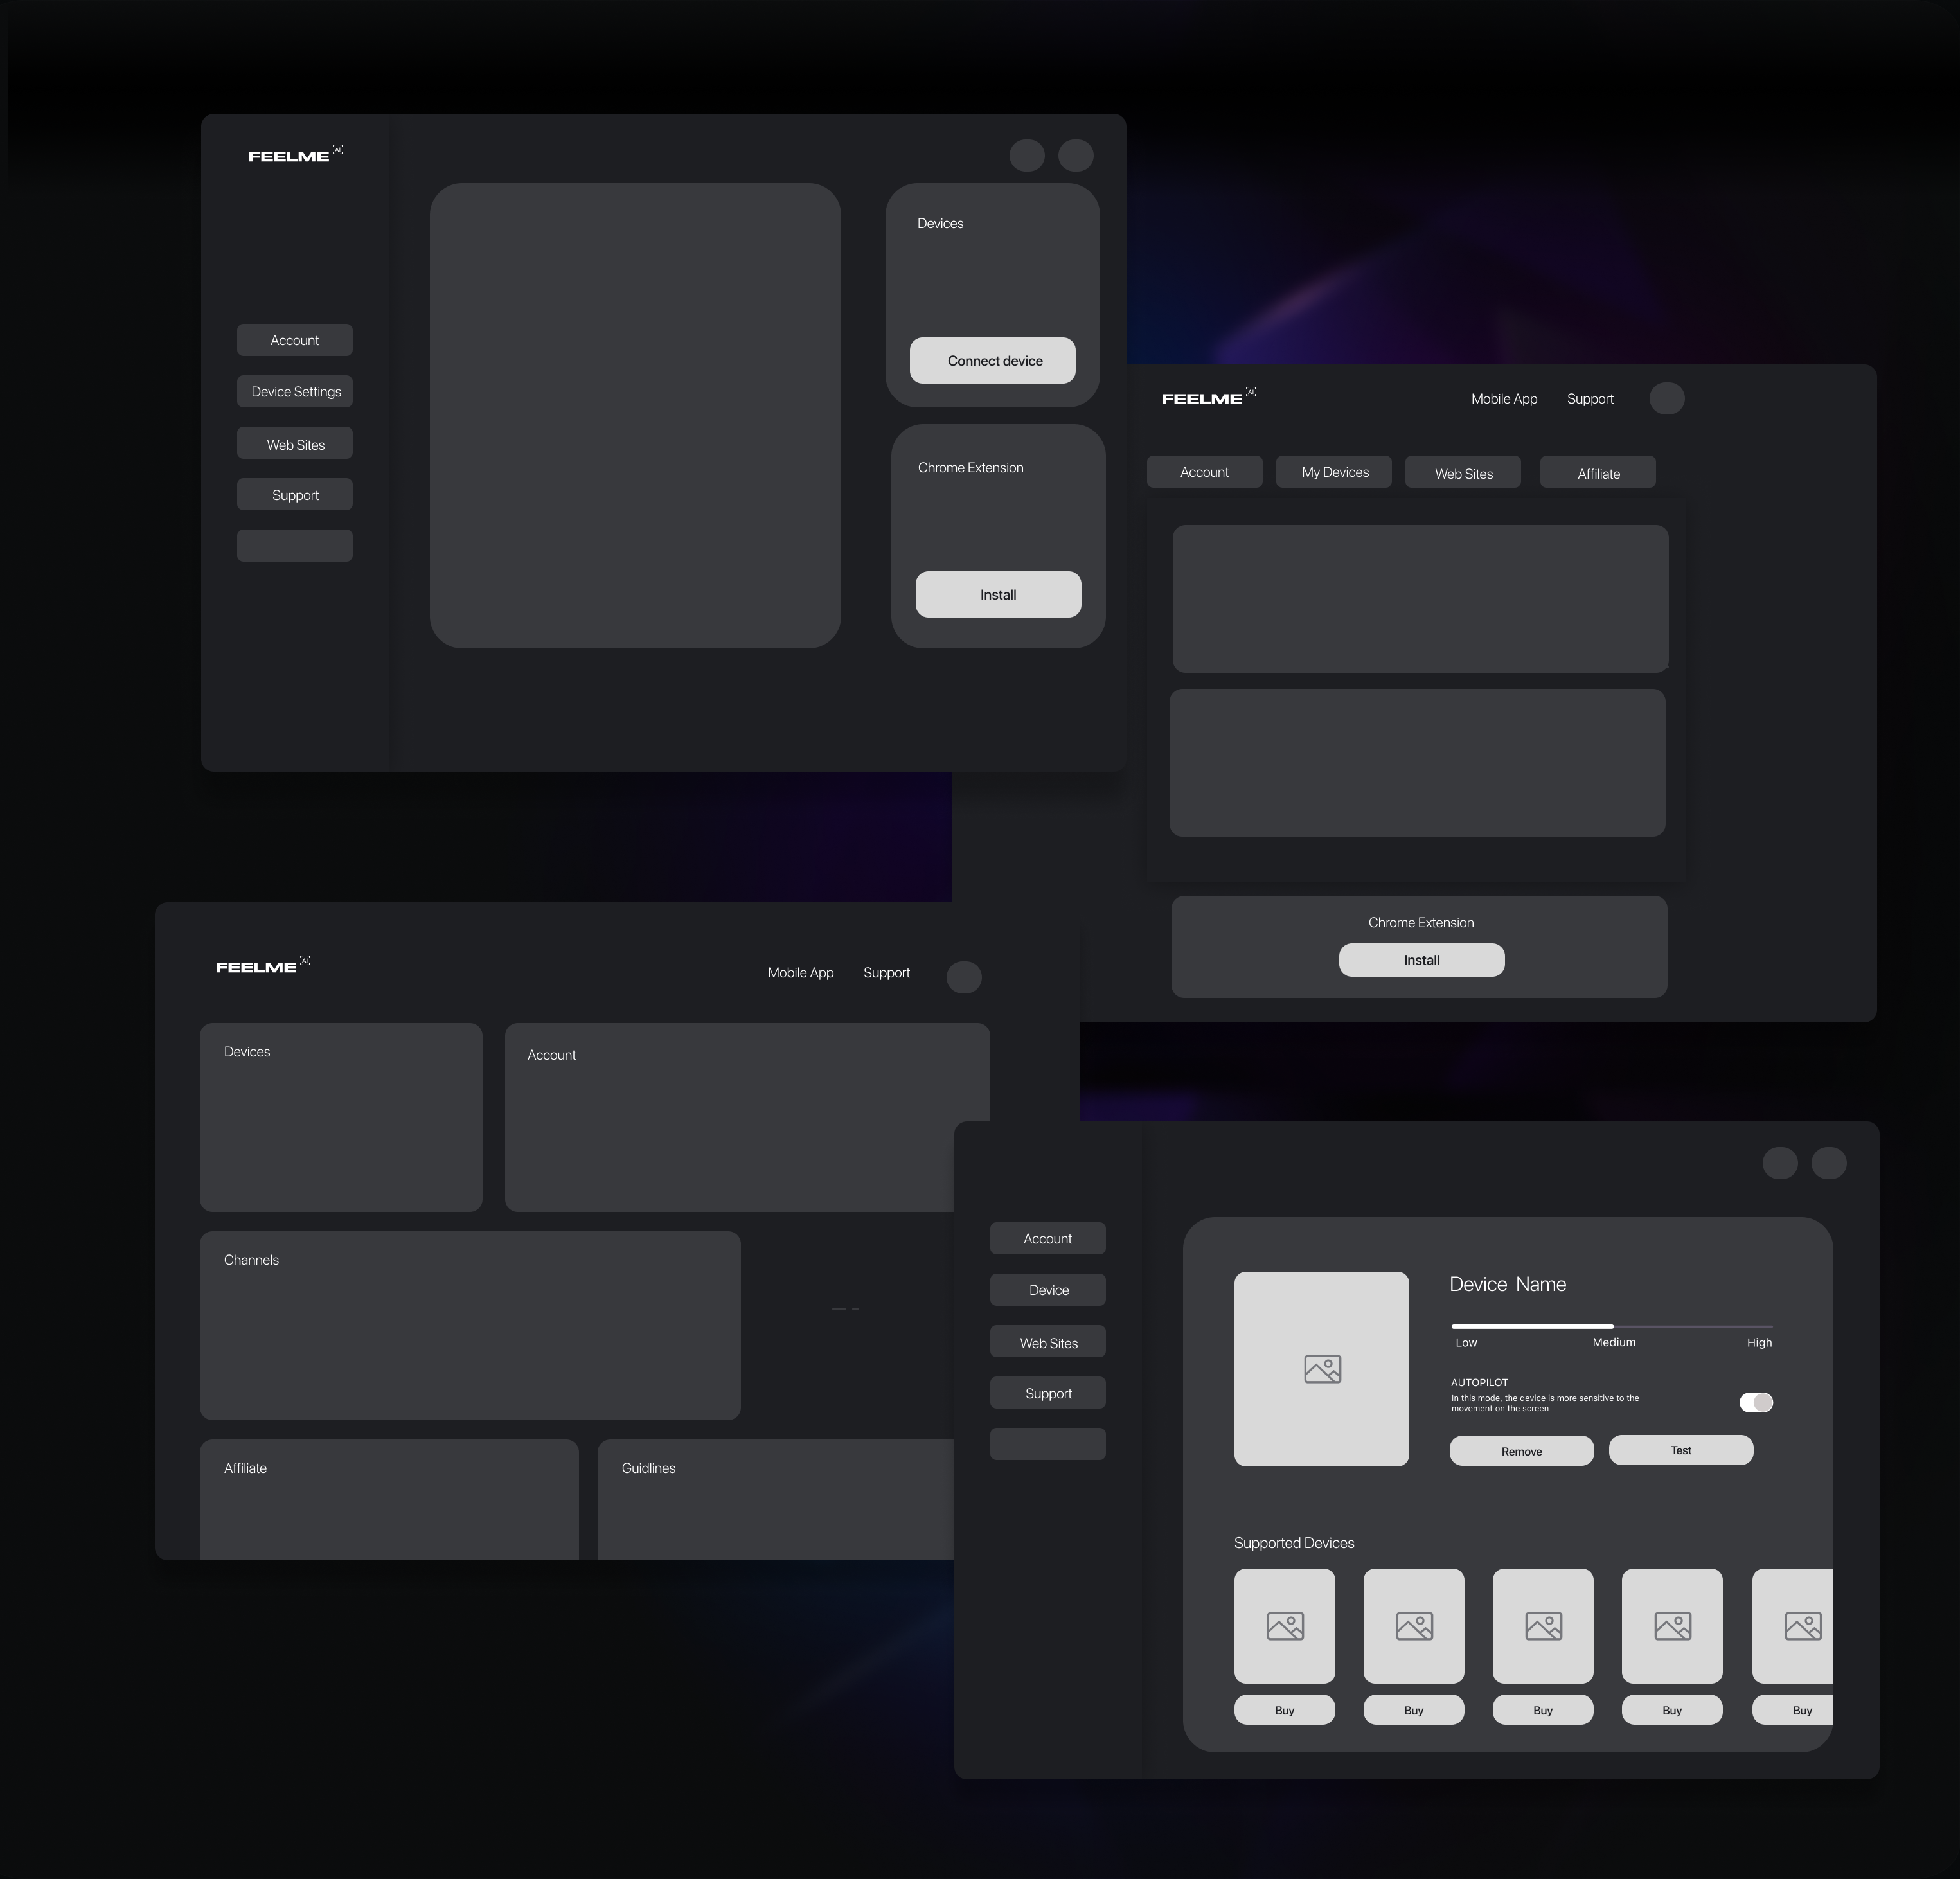 FEELME AI
Account
Device Settings
Web Sites
Support
Devices
Connect device
Chrome Extension
Install
FEELME AI
Mobile App
Support
Account
My Devices
Web Sites
Affiliate
Chrome Extension
Install
FEELME AI
Mobile App
Support
Devices
Account
Channels
Affiliate
Guidlines
Account
Device
Web Sites
Support
Device Name
Low
Medium
High
AUTOPILOT
In this mode, the device is more sensitive to the
movement on the screen
Remove
Test
Supported Devices
Buy
Buy
Buy
Buy
Buy